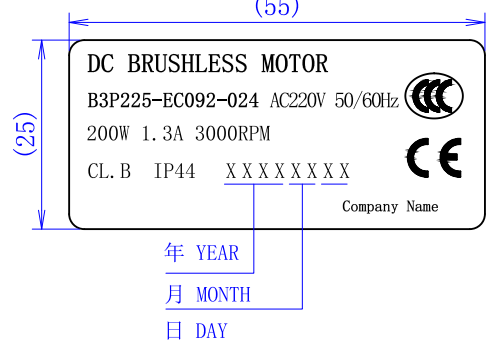 (55)
(25)
DC BRUSHLESS MOTOR
B3P225-EC092-024 AC220V 50/60Hz
200W 1.3A 3000RPM
CL.B IP44 XXXXXXXX
Company Name
年 YEAR
月 MONTH
日 DAY